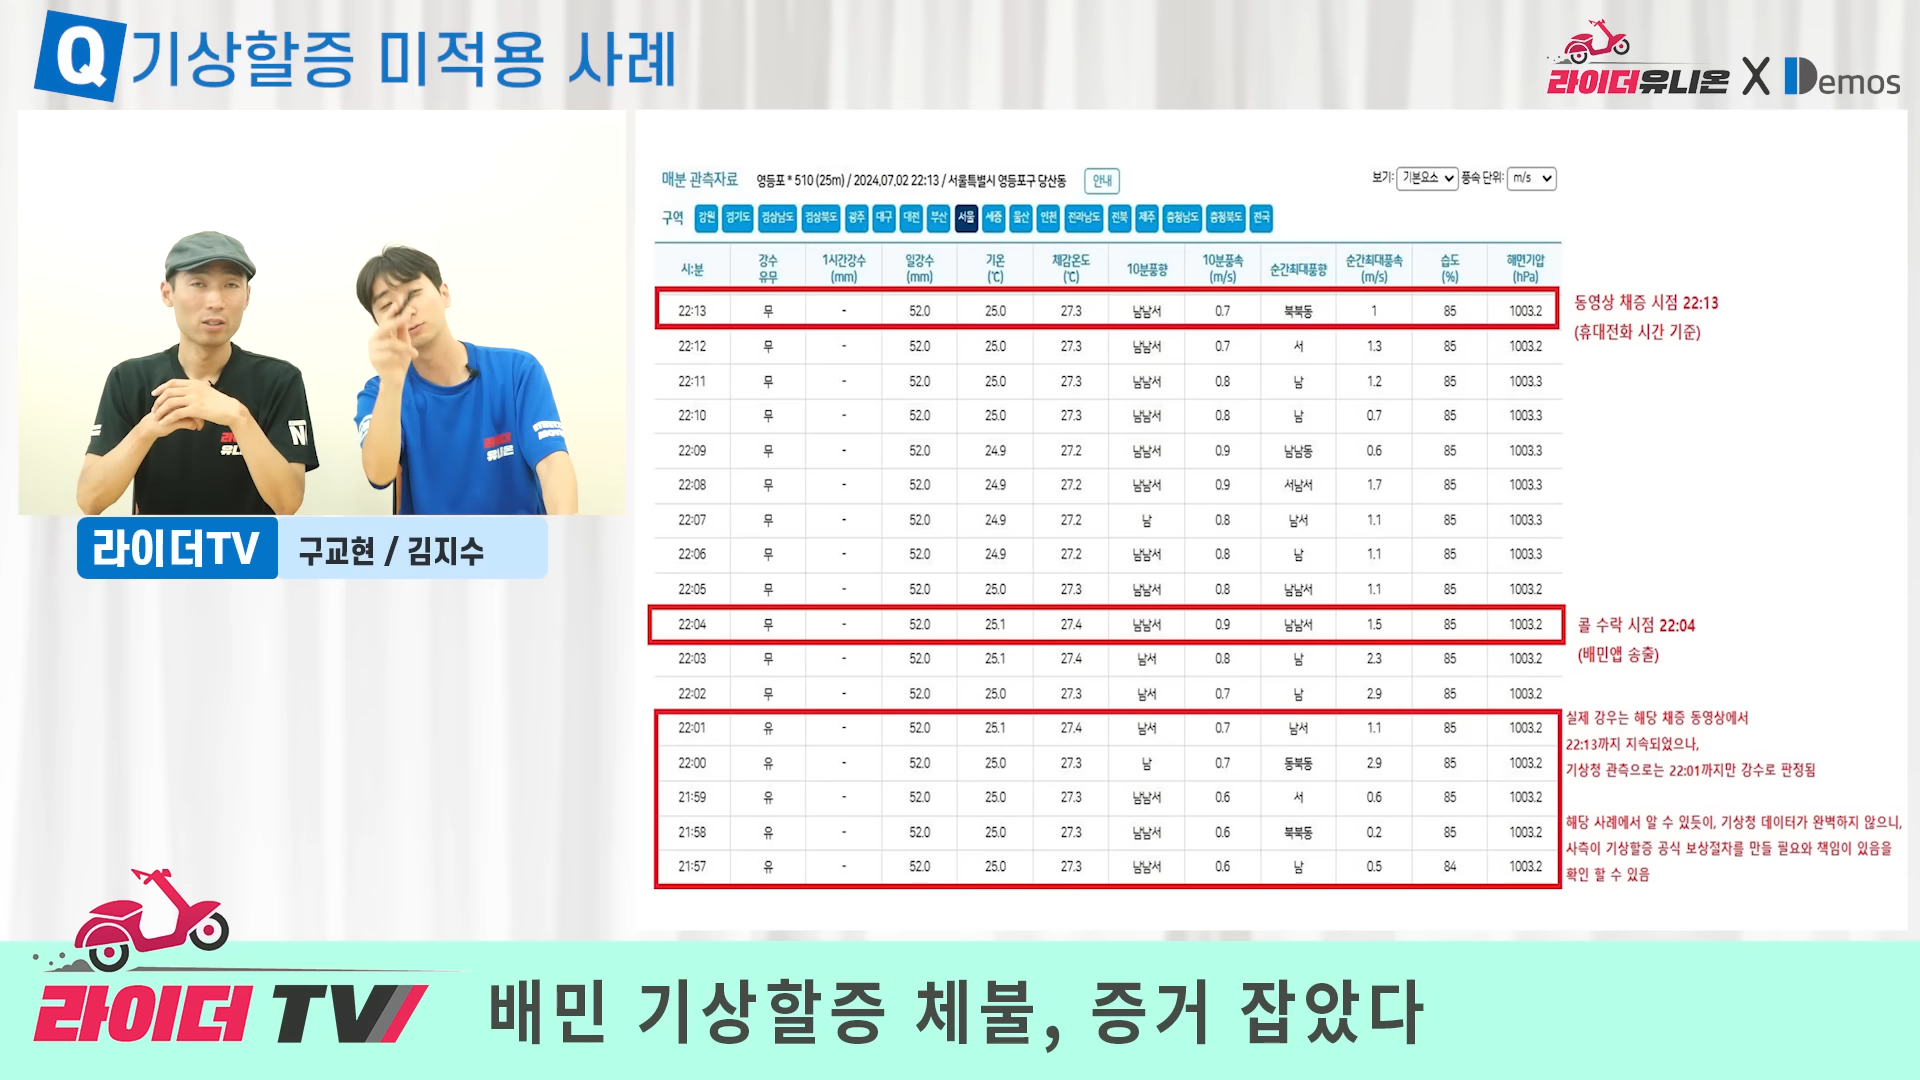 Q 기상할증 미적용 사례
라이더유니온 X Demos
매분 관측자료 영등포 * 510 (25m) / 2024.07.02 22:13 / 서울특별시 영등포구 당산동 안내
보기: 기본요소 풍속 단위: m/s
구역 강원 경기도 경상남도 경상북도 광주 대구 대전 부산 서울 세종 울산 인천 전라남도 전북 제주 충청남도 충청북도 전국
시:분 강수유무 1시간강수(mm) 일강수(mm) 기온(℃) 체감온도(℃) 10분풍향 10분풍속(m/s) 순간최대풍향 순간최대풍속(m/s) 습도(%) 해면기압(hPa)
22:13 무 - 52.0 25.0 27.3 남남서 0.7 북북동 1 85 1003.2
22:12 무 - 52.0 25.0 27.3 남남서 0.7 서 1.3 85 1003.2
22:11 무 - 52.0 25.0 27.3 남남서 0.8 남 1.2 85 1003.3
22:10 무 - 52.0 25.0 27.3 남남서 0.8 남 0.7 85 1003.3
22:09 무 - 52.0 24.9 27.2 남남서 0.9 남남동 0.6 85 1003.3
22:08 무 - 52.0 24.9 27.2 남남서 0.9 서남서 1.7 85 1003.3
22:07 무 - 52.0 24.9 27.2 남 0.8 남서 1.1 85 1003.3
22:06 무 - 52.0 24.9 27.2 남남서 0.8 남 1.1 85 1003.3
22:05 무 - 52.0 25.0 27.3 남남서 0.8 남남서 1.1 85 1003.2
22:04 무 - 52.0 25.1 27.4 남남서 0.9 남남서 1.5 85 1003.2
22:03 무 - 52.0 25.1 27.4 남서 0.8 남 2.3 85 1003.2
22:02 무 - 52.0 25.0 27.3 남서 0.7 남 2.9 85 1003.2
22:01 유 - 52.0 25.1 27.4 남서 0.7 남서 1.1 85 1003.2
22:00 유 - 52.0 25.0 27.3 남 0.7 동북동 2.9 85 1003.2
21:59 유 - 52.0 25.0 27.3 남남서 0.6 서 0.6 85 1003.2
21:58 유 - 52.0 25.0 27.3 남남서 0.6 북북동 0.2 85 1003.2
21:57 유 - 52.0 25.0 27.3 남남서 0.6 남 0.5 84 1003.2
동영상 채증 시점 22:13
(휴대전화 시간 기준)
콜 수락 시점 22:04
(배민앱 송출)
실제 강우는 해당 채증 동영상에서
22:13까지 지속되었으나,
기상청 관측으로는 22:01까지만 강수로 판정됨
해당 사례에서 알 수 있듯이, 기상청 데이터가 완벽하지 않으니,
사측이 기상할증 공식 보상절차를 만들 필요와 책임이 있음을
확인 할 수 있음
라이더
유니온
라이더TV 구교현 / 김지수
라이더 TV
배민 기상할증 체불, 증거 잡았다